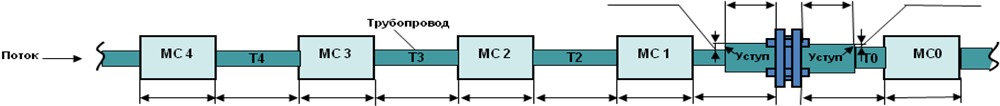 Трубопровод
Поток
МС 4
Т4
МС 3
Т3
МС 2
Т2
МС 1
Уступ
Уступ
Т0
МС0